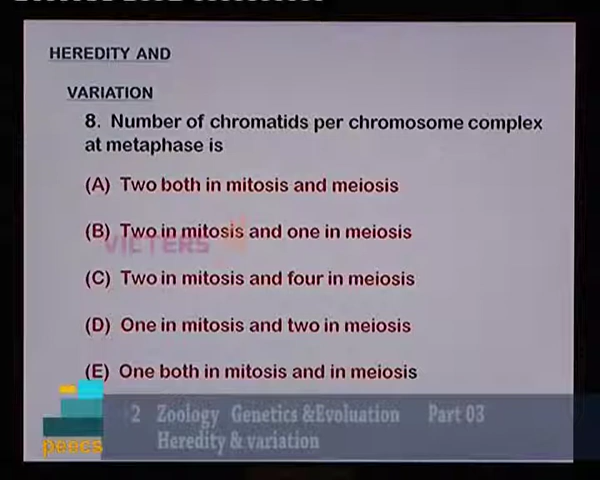 HEREDITY AND
VARIATION
8. Number of chromatids per chromosome complex
at metaphase is
(A) Two both in mitosis and meiosis
(B) Two in mitosis and one in meiosis
VICTERS
(C) Two in mitosis and four in meiosis
(D) One in mitosis and two in meiosis
(E) One both in mitosis and in meiosis
2 Zoology Genetics &Evoluation Part 03
Heredity & variation
peecs